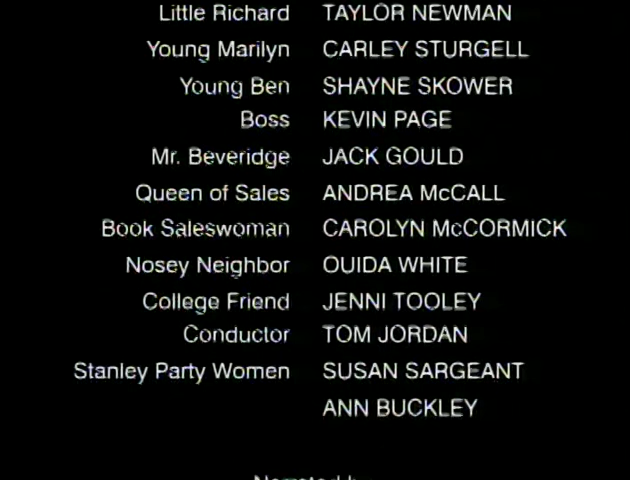 Little Richard TAYLOR NEWMAN
Young Marilyn CARLEY STURGELL
Young Ben SHAYNE SKOWER
Boss KEVIN PAGE
Mr. Beveridge JACK GOULD
Queen of Sales ANDREA McCALL
Book Saleswoman CAROLYN McCORMICK
Nosey Neighbor OUIDA WHITE
College Friend JENNI TOOLEY
Conductor TOM JORDAN
Stanley Party Women SUSAN SARGEANT
ANN BUCKLEY